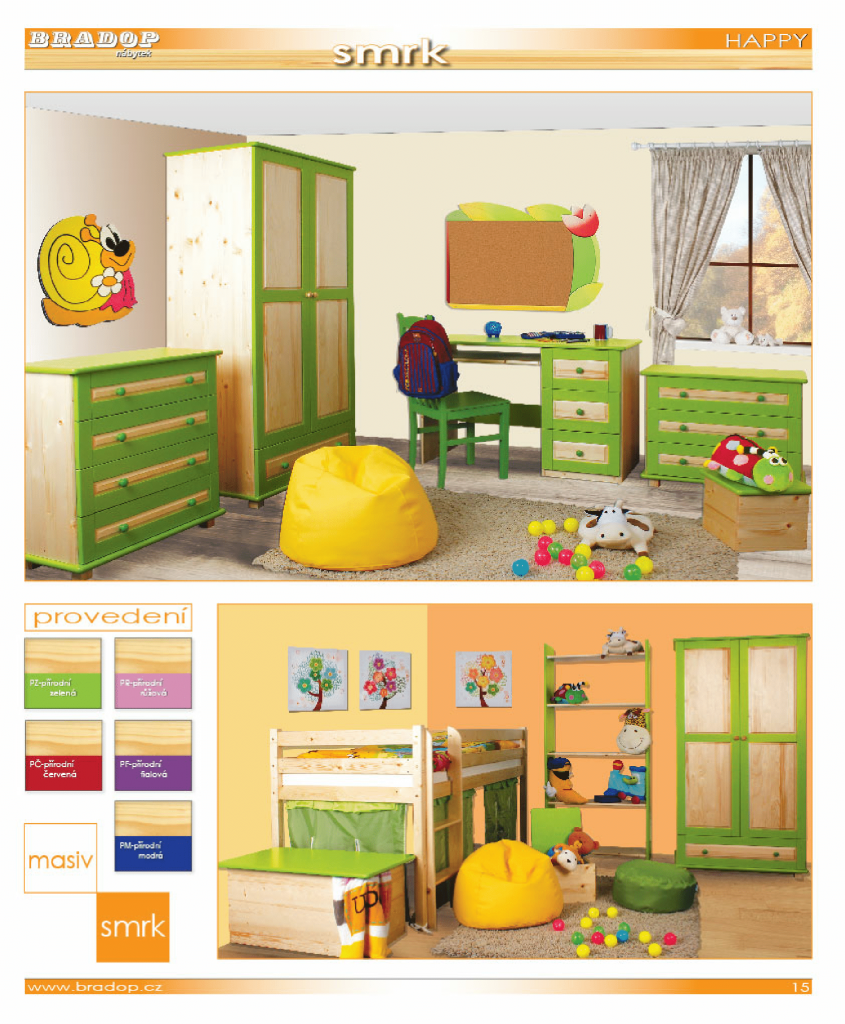 BRADOP
nábytek
smrk
HAPPY
provedení
PZ-přírodní
zelená
PR-přírodní
růžová
PČ-přírodní
červená
PF-přírodní
fialová
PM-přírodní
modrá
masiv
smrk
www.bradop.cz
15